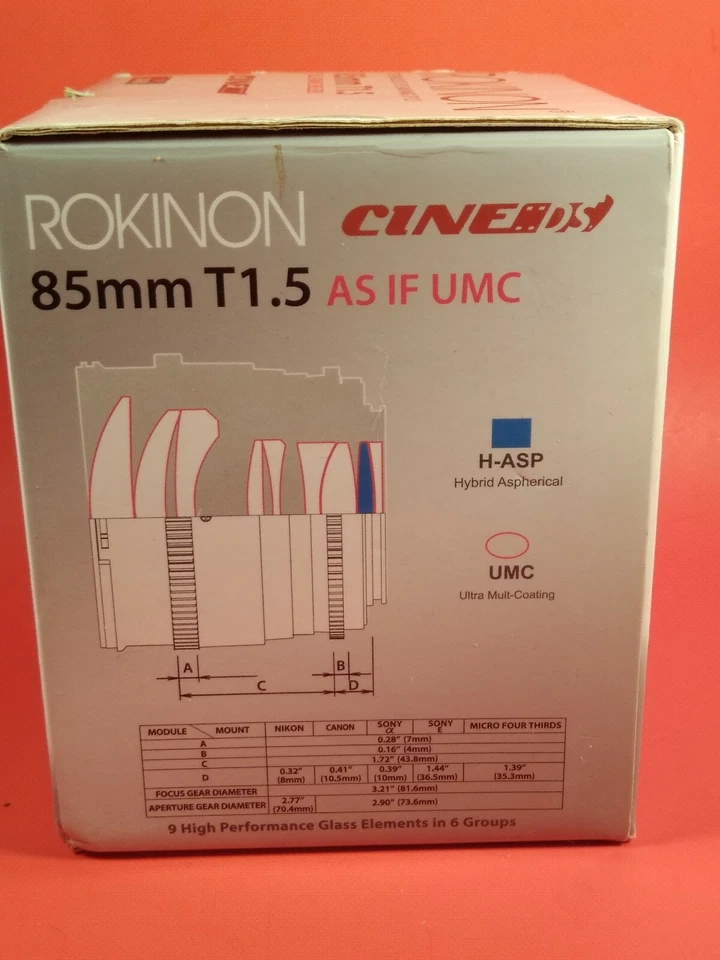 ROKINON CINE DS
85mm T1.5 AS IF UMC
H-ASP
Hybrid Aspherical
UMC
Ultra Mult-Coating
A
B
C
D
MODULE MOUNT NIKON CANON SONY α SONY E MICRO FOUR THIRDS
A 0.28" (7mm)
B 0.16" (4mm)
C 1.72" (43.8mm)
D 0.32" (8mm) 0.41" (10.5mm) 0.39" (10mm) 1.44" (36.5mm) 1.39" (35.3mm)
FOCUS GEAR DIAMETER 3.21" (81.6mm)
APERTURE GEAR DIAMETER 2.77" (70.4mm) 2.90" (73.6mm)
9 High Performance Glass Elements in 6 Groups